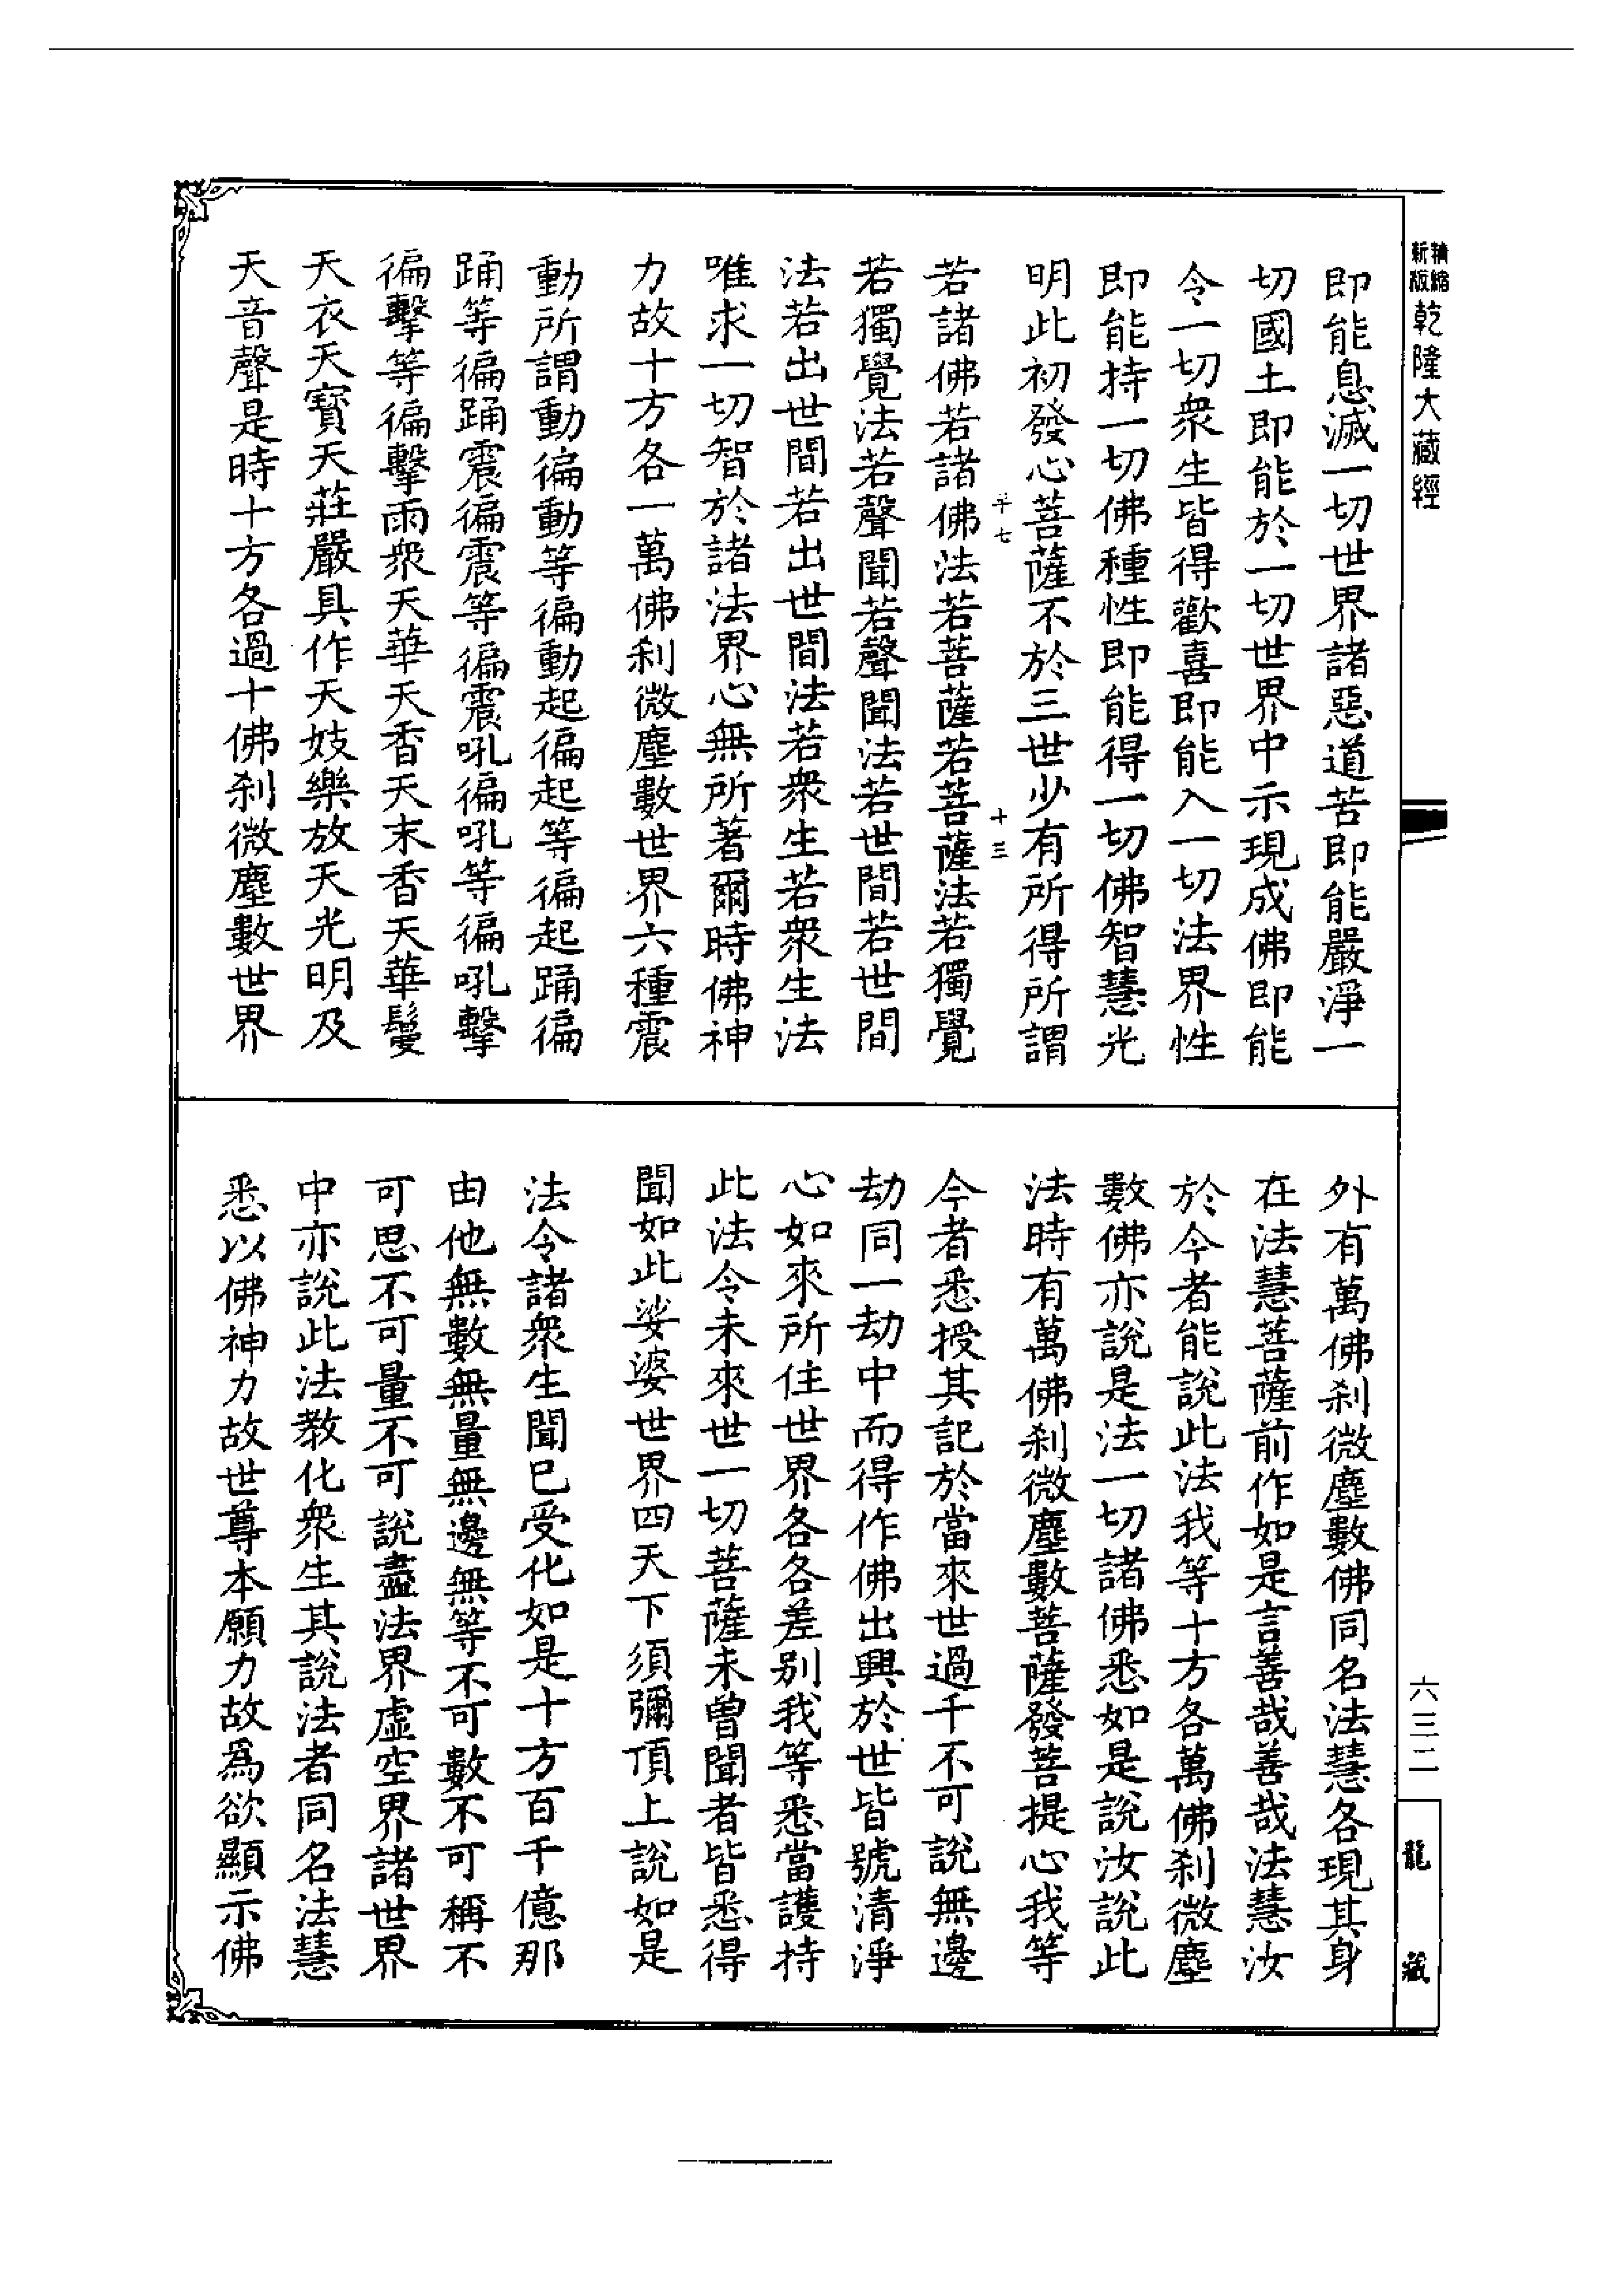 精縮新版乾隆大藏經
即能息滅一切世界諸惡道苦即能嚴淨一
切國土即能於一切世界中示現成佛即能
令一切衆生皆得歡喜即能入一切法界性
即能持一切佛種性即能得一切佛智慧光
明此初發心菩薩不於三世少有所得所謂
十三
若諸佛若諸佛法若菩薩若菩薩法若獨覺
若獨覺法若聲聞若聲聞法若世間若世間
法若出世間若出世間法若衆生若衆生法
唯求一切智於諸法界心無所著爾時佛神
力故十方各一萬佛刹微塵數世界六種震
動所謂動徧動等徧動起徧起等徧起踊徧
踊等徧踊震徧震等徧震吼徧吼等徧吼擊
徧擊等徧擊雨衆天華天香天末香天華鬘
天衣天寶天莊嚴具作天妓樂放天光明及
天音聲是時十方各過十佛刹微塵數世界
外有萬佛刹微塵數佛同名法慧各現其身
在法慧菩薩前作如是言善哉善哉法慧汝
於今者能說此法我等十方各萬佛刹微塵
數佛亦說是法一切諸佛悉如是說汝說此
法時有萬佛刹微塵數菩薩發菩提心我等
今者悉授其記於當來世過千不可說無邊
劫同一劫中而得作佛出興於世皆號清淨
心如來所住世界各各差別我等悉當護持
此法令未來世一切菩薩未曾聞者皆悉得
聞如此娑婆世界四天下須彌頂上說如是
法令諸衆生聞已受化如是十方百千億那
由他無數無量無邊無等不可數不可稱不
可思不可量不可說盡法界虛空界諸世界
中亦說此法教化衆生其說法者同名法慧
悉以佛神力故世尊本願力故爲欲顯示佛
六三二
龍藏